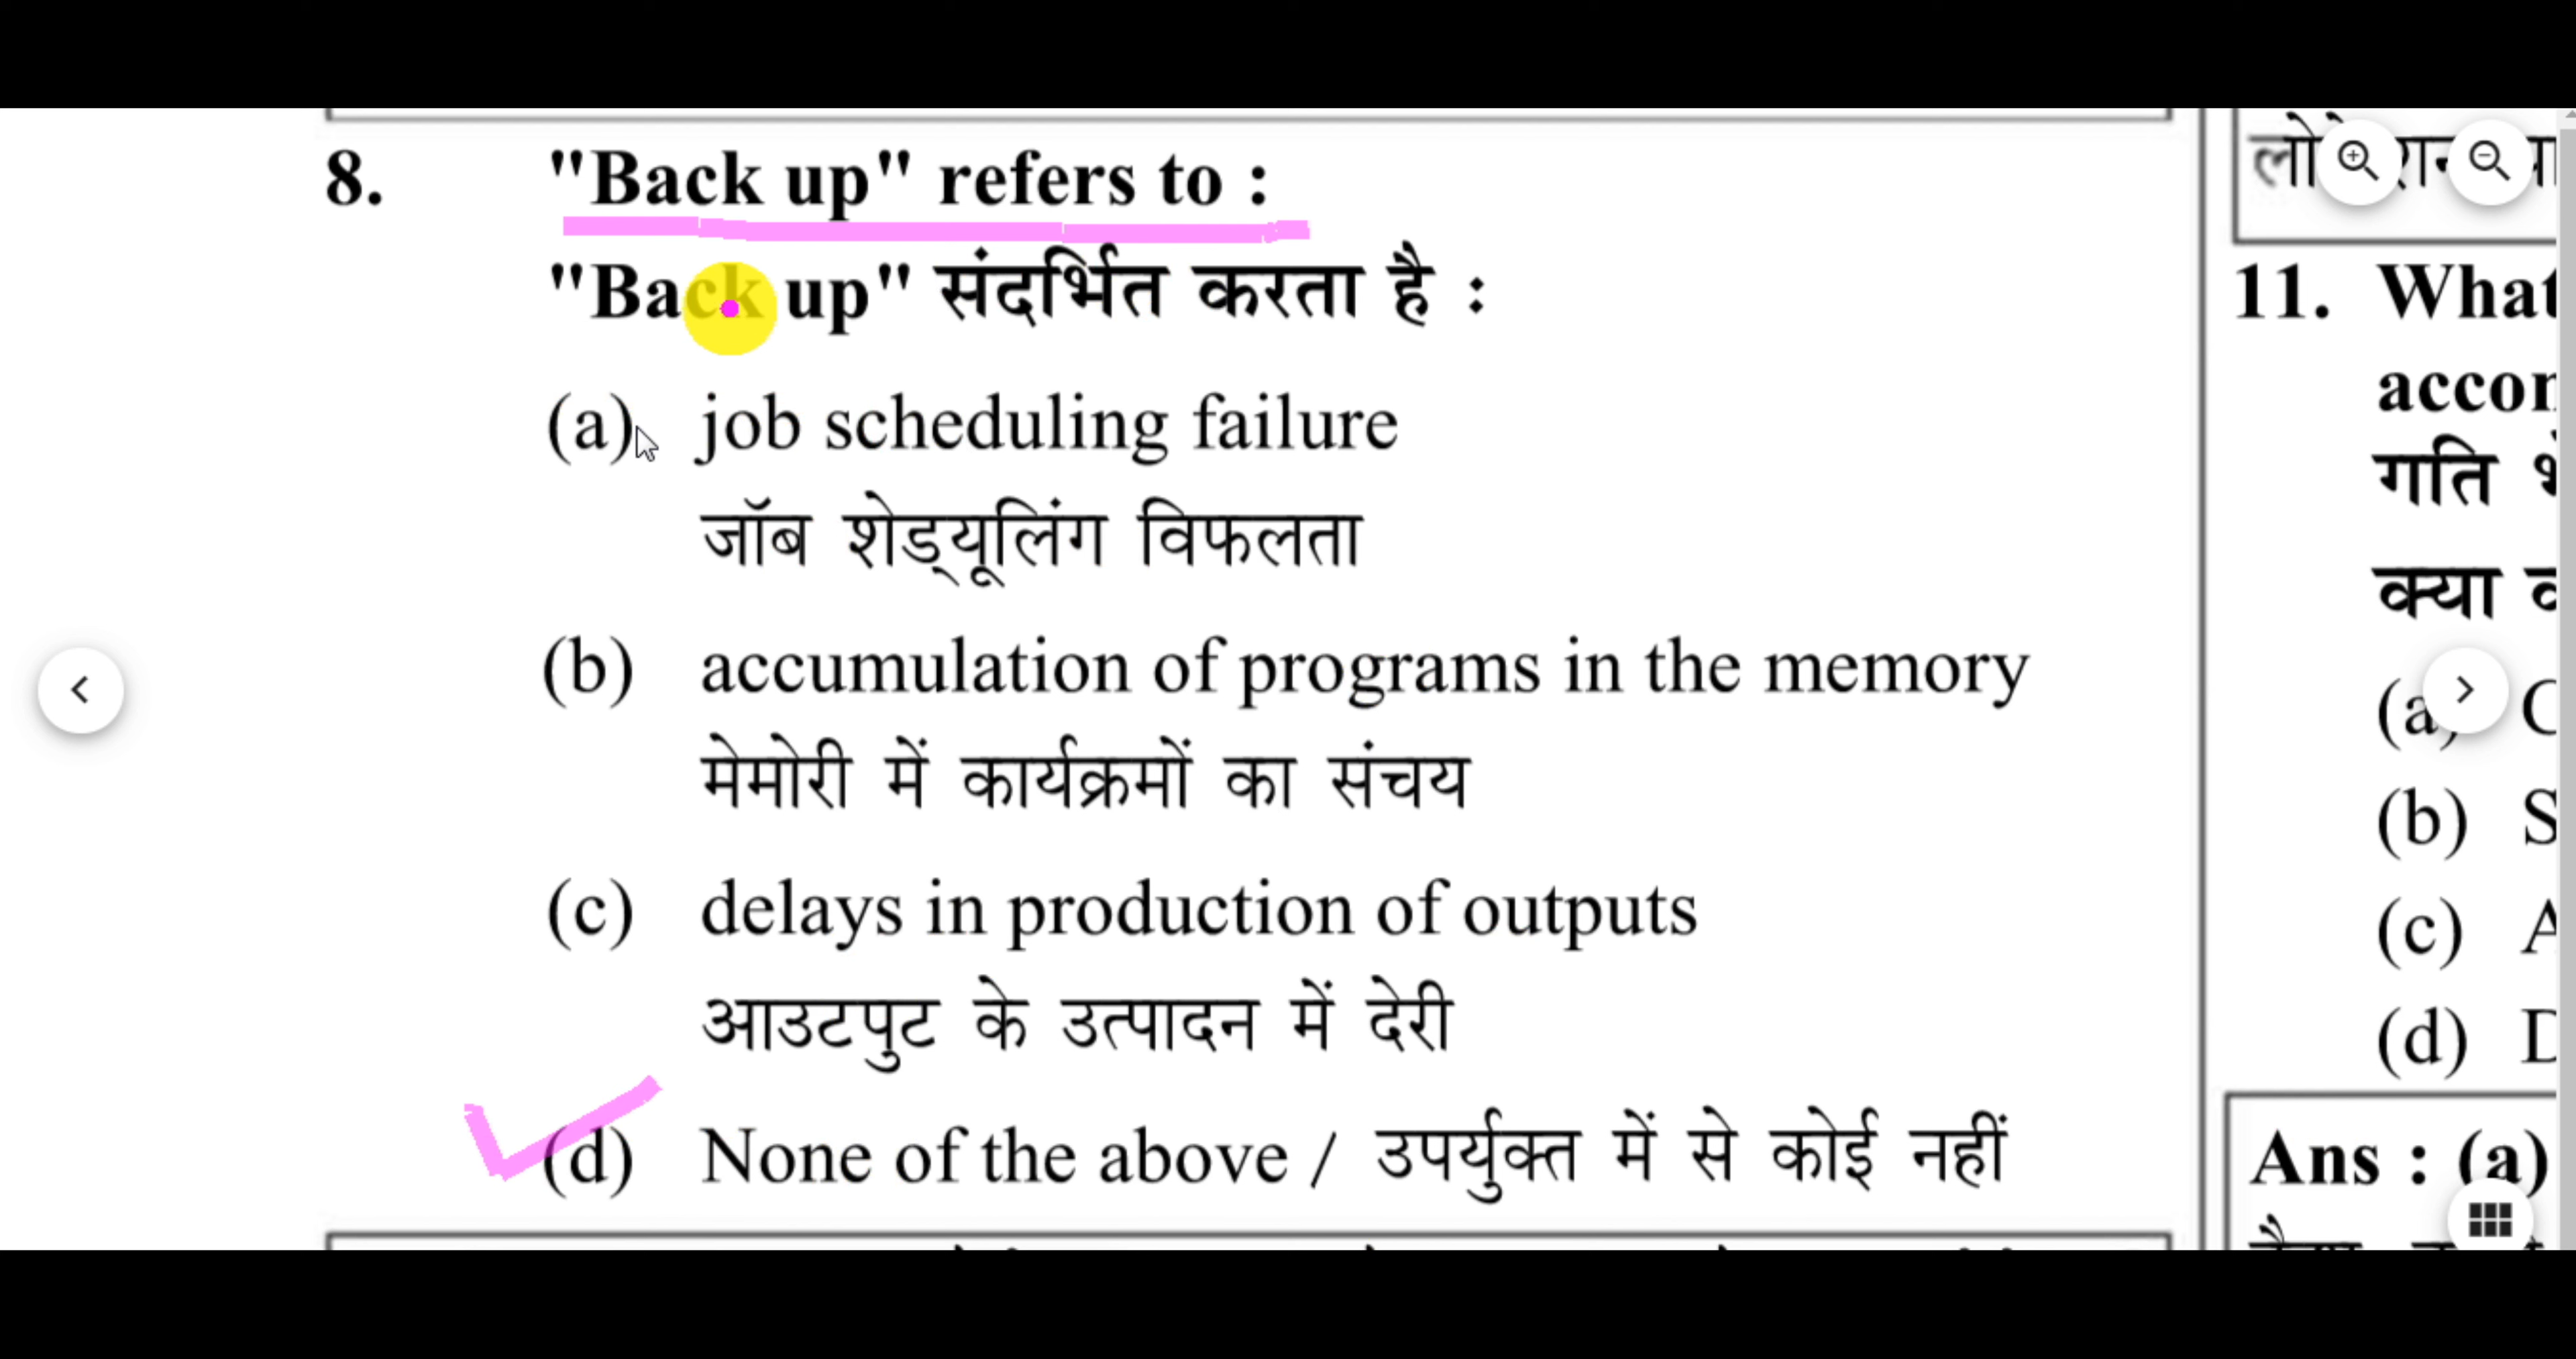 8. "Back up" refers to :
"Back up" संदर्भित करता है :
(a) job scheduling failure
जॉब शेड्यूलिंग विफलता
(b) accumulation of programs in the memory
मेमोरी में कार्यक्रमों का संचय
(c) delays in production of outputs
आउटपुट के उत्पादन में देरी
(d) None of the above / उपर्युक्त में से कोई नहीं
11. What
गति
क्या
(a)
(b) S
(c) A
(d) D
Ans : (a)